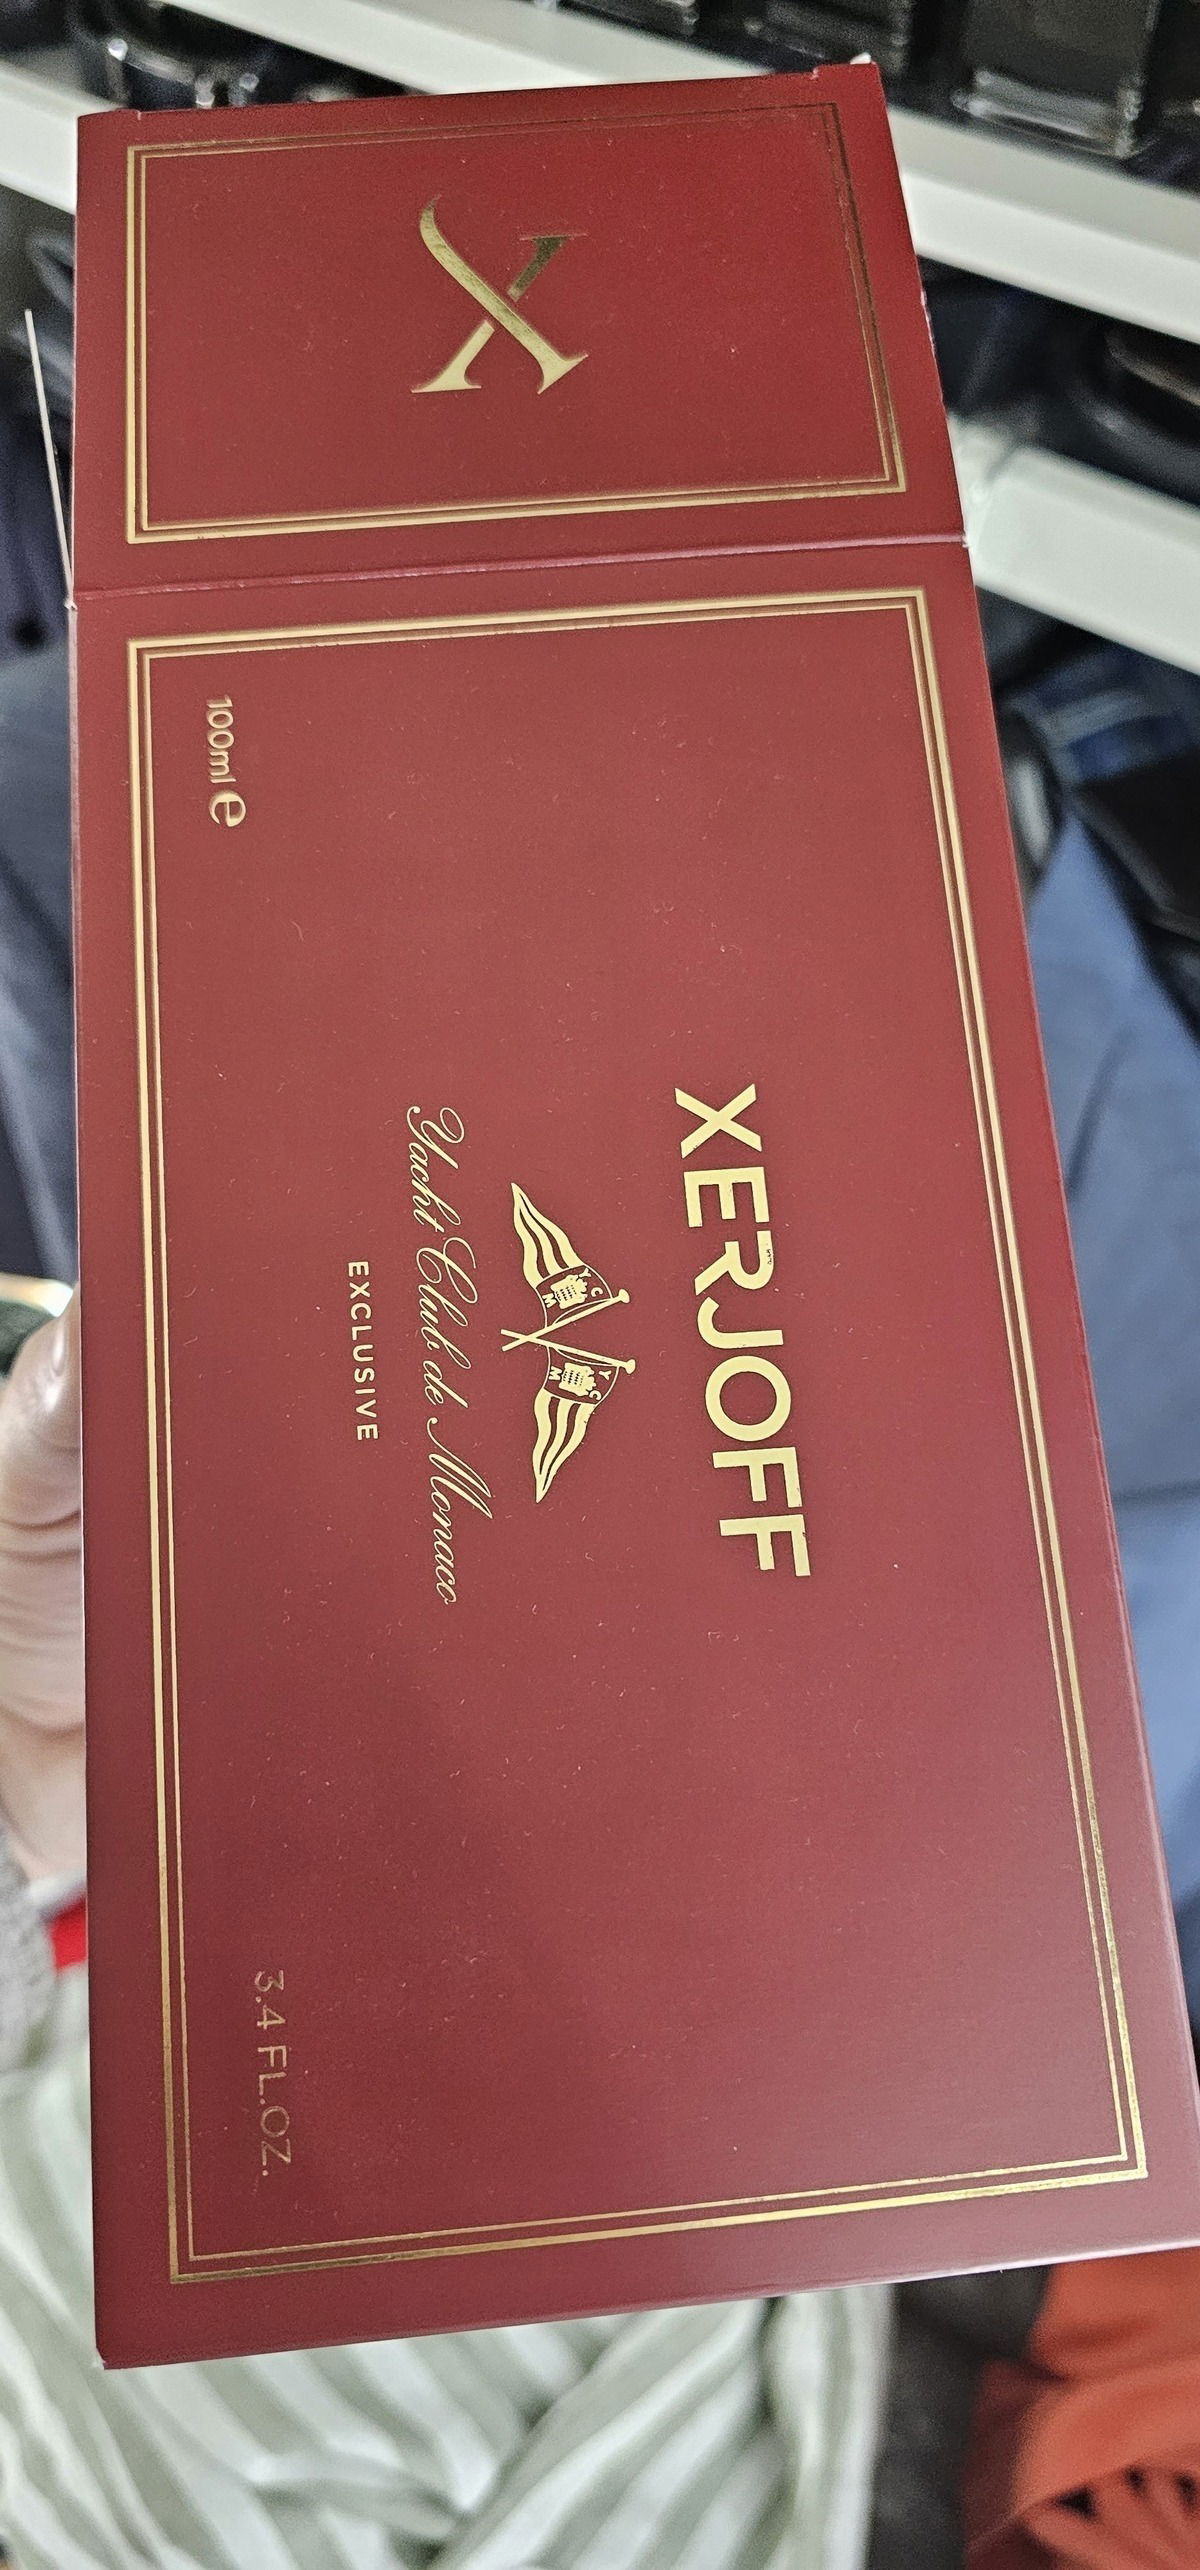 X
XERJOFF
Y C M
Y C M
Yacht Club de Monaco
EXCLUSIVE
100ml e
3.4 FL.OZ.